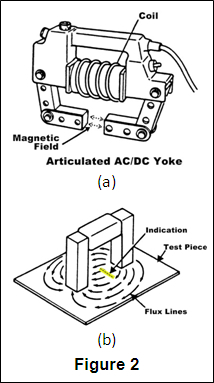 Coil
Magnetic
Field
Articulated AC/DC Yoke
(a)
Indication
Test Piece
Flux Lines
(b)
Figure 2